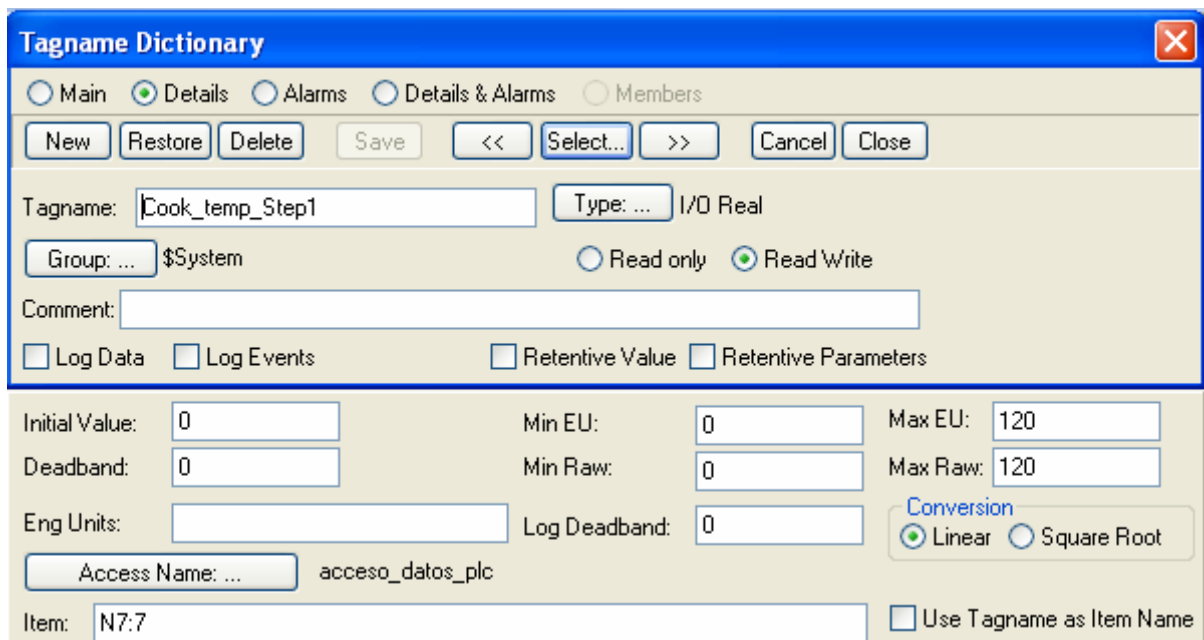 Tagname Dictionary
Main Details Alarms Details & Alarms Members
New Restore Delete Save << Select... >> Cancel Close
Tagname: Cook_temp_Step1 Type: ... I/O Real
Group: ... $System Read only Read Write
Comment:
Log Data Log Events Retentive Value Retentive Parameters
Initial Value: 0 Min EU: 0 Max EU: 120
Deadband: 0 Min Raw: 0 Max Raw: 120
Eng Units: Log Deadband: 0 Conversion
Linear Square Root
Access Name: ... acceso_datos_plc
Item: N7:7 Use Tagname as Item Name